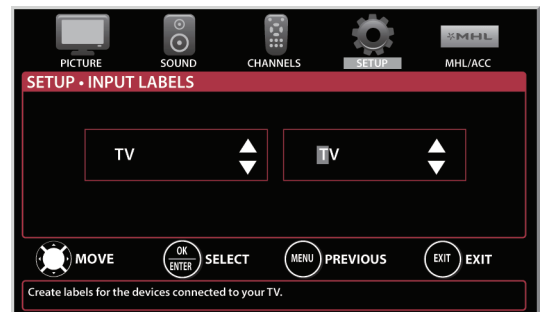 MHL
PICTURE SOUND CHANNELS SETUP MHL/ACC
SETUP • INPUT LABELS
TV TV
OK ENTER MENU EXIT
MOVE SELECT PREVIOUS EXIT
Create labels for the devices connected to your TV.